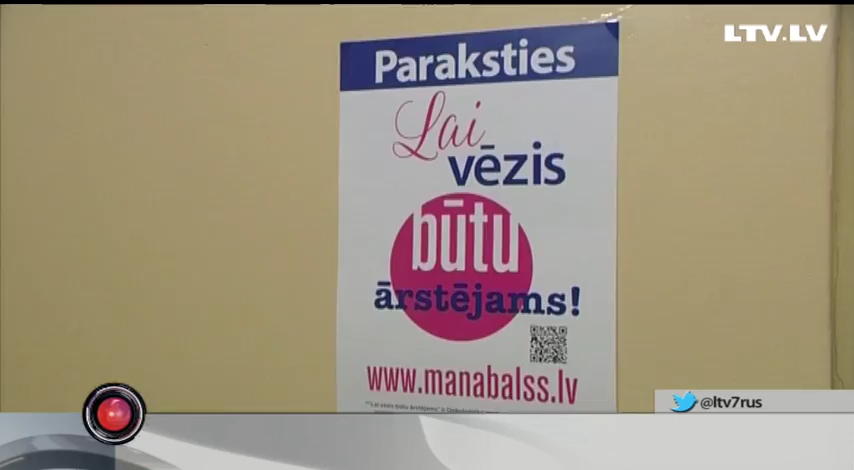 LTV.LV
Paraksties
Lai
vēzis
būtu
ārstējams!
www.manabalss.lv
@ltv7rus